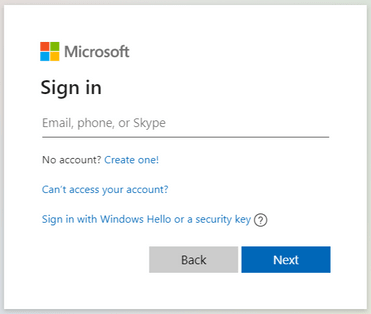 Microsoft
Sign in
Email, phone, or Skype
No account? Create one!
Can't access your account?
Sign in with Windows Hello or a security key ?
Back
Next